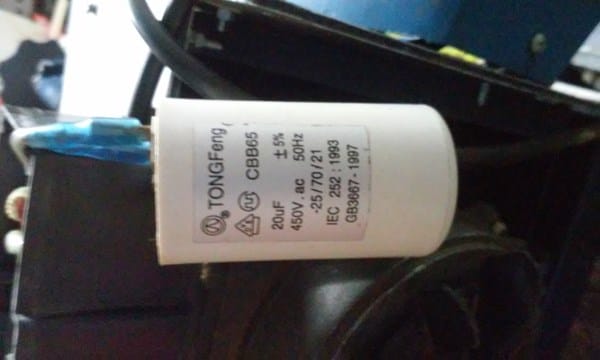 TONGFeng
CBB65
20uF ±5%
450V.ac 50Hz
-25/70/21
IEC 252:1993
GB3667-1997